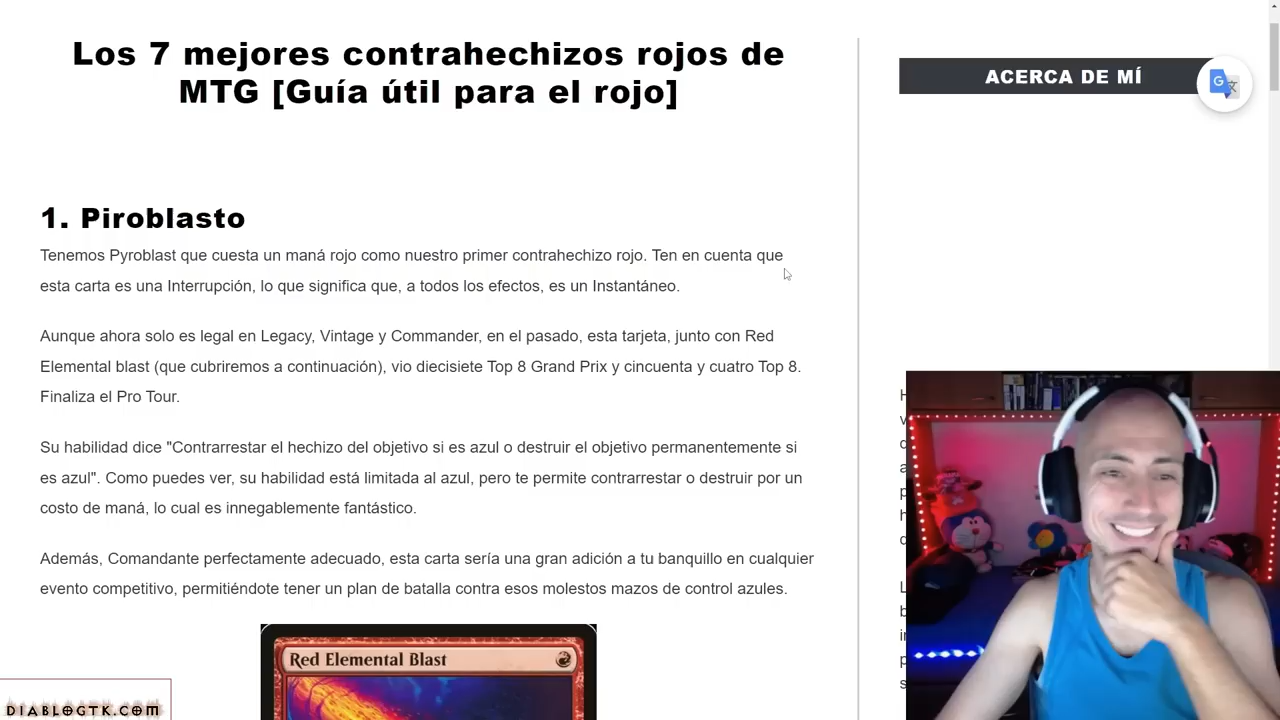 Los 7 mejores contrahechizos rojos de
MTG [Guía útil para el rojo]
ACERCA DE MÍ
1. Piroblasto
Tenemos Pyroblast que cuesta un maná rojo como nuestro primer contrahechizo rojo. Ten en cuenta que
esta carta es una Interrupción, lo que significa que, a todos los efectos, es un Instantáneo.
Aunque ahora solo es legal en Legacy, Vintage y Commander, en el pasado, esta tarjeta, junto con Red
Elemental blast (que cubriremos a continuación), vio diecisiete Top 8 Grand Prix y cincuenta y cuatro Top 8.
Finaliza el Pro Tour.
Su habilidad dice "Contrarrestar el hechizo del objetivo si es azul o destruir el objetivo permanentemente si
es azul". Como puedes ver, su habilidad está limitada al azul, pero te permite contrarrestar o destruir por un
costo de maná, lo cual es innegablemente fantástico.
Además, Comandante perfectamente adecuado, esta carta sería una gran adición a tu banquillo en cualquier
evento competitivo, permitiéndote tener un plan de batalla contra esos molestos mazos de control azules.
Red Elemental Blast
DIABLOGTK.COM